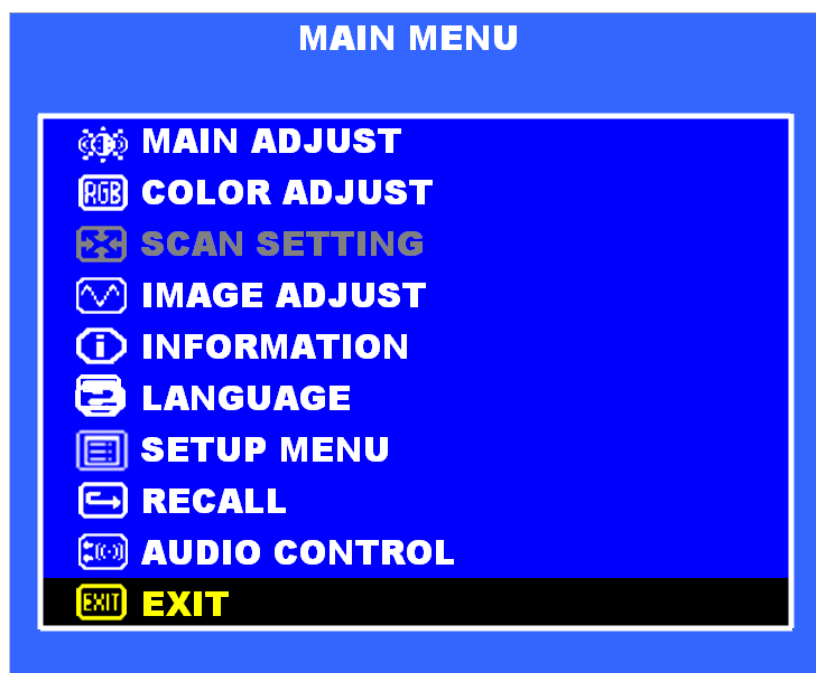 MAIN MENU
MAIN ADJUST
RGB COLOR ADJUST
SCAN SETTING
IMAGE ADJUST
i INFORMATION
LANGUAGE
SETUP MENU
RECALL
AUDIO CONTROL
EXIT EXIT